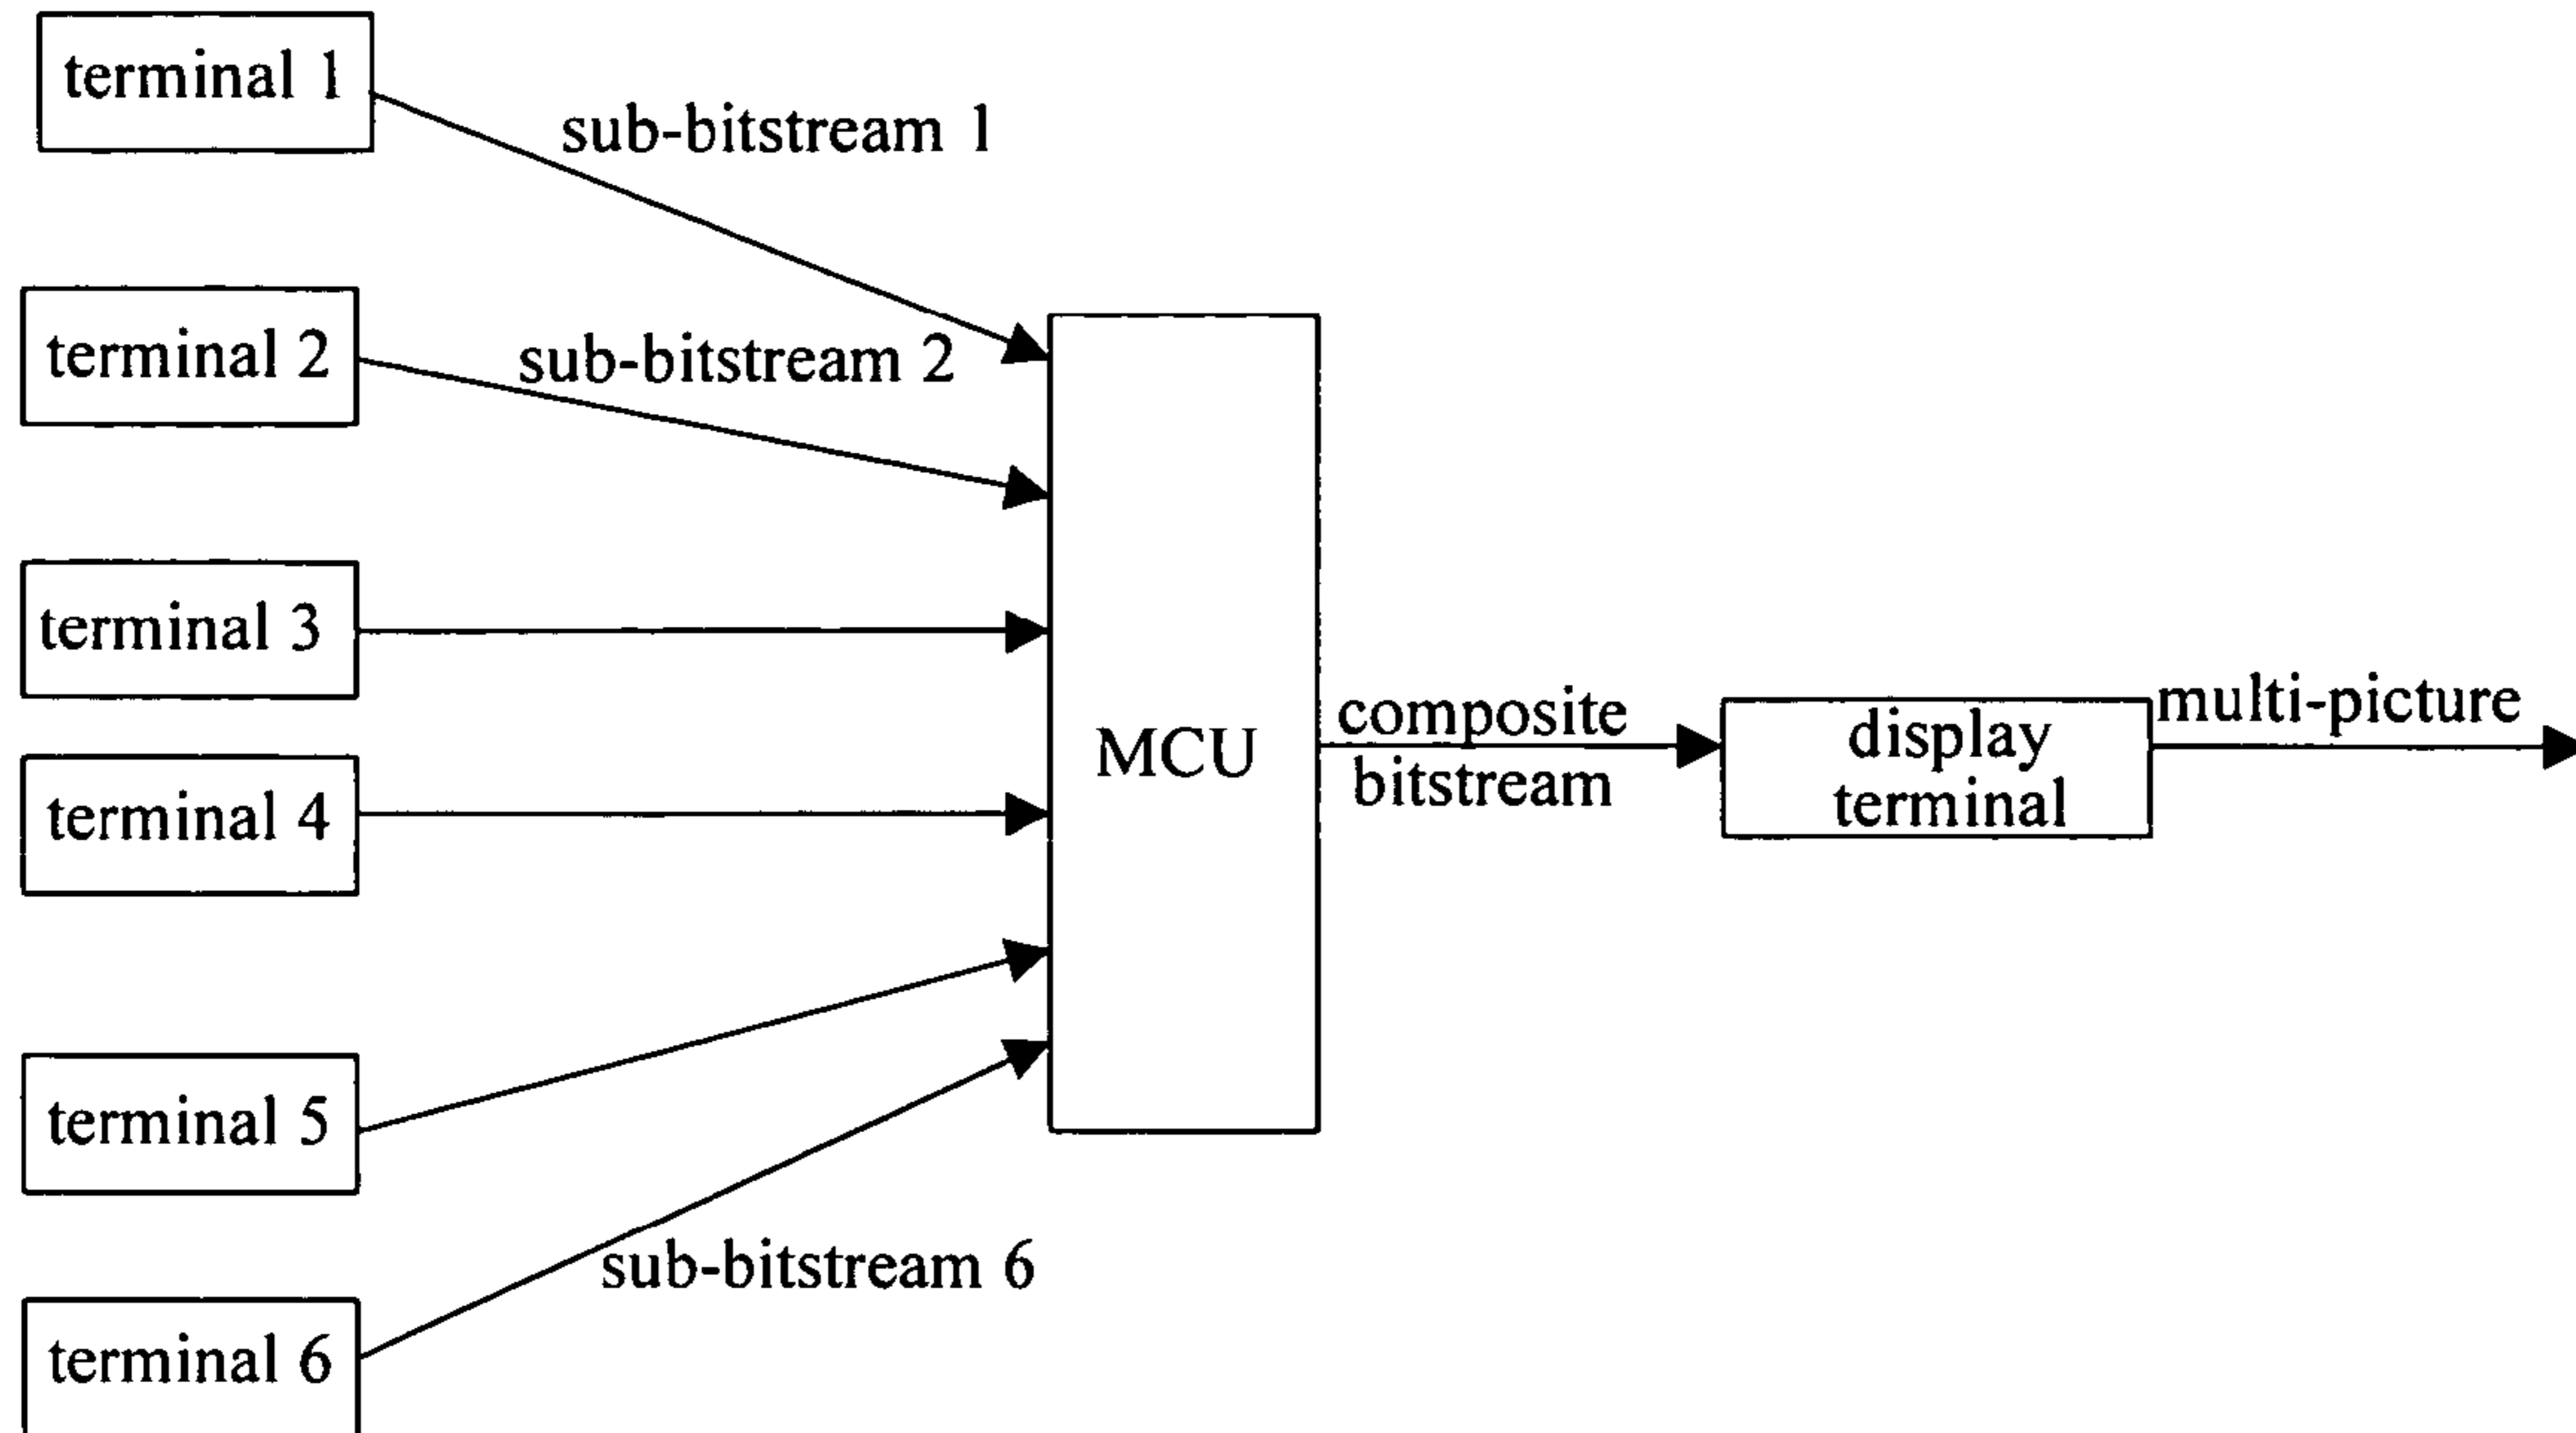 terminal 1
sub-bitstream 1
terminal 2
sub-bitstream 2
terminal 3
terminal 4
MCU
composite
bitstream
display
terminal
multi-picture
terminal 5
terminal 6
sub-bitstream 6